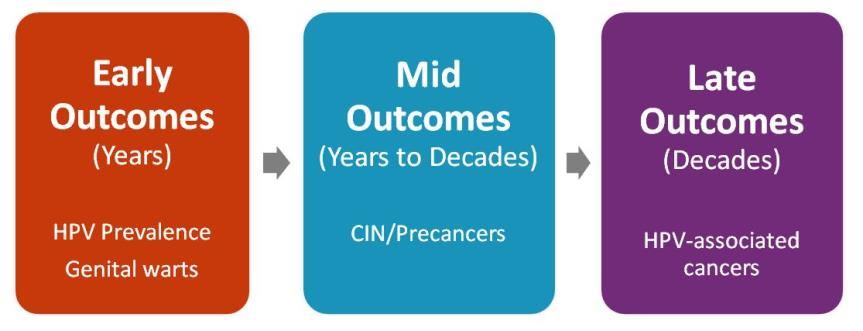 Early
Outcomes
(Years)
HPV Prevalence
Genital warts
Mid
Outcomes
(Years to Decades)
CIN/Precancers
Late
Outcomes
(Decades)
HPV-associated
cancers